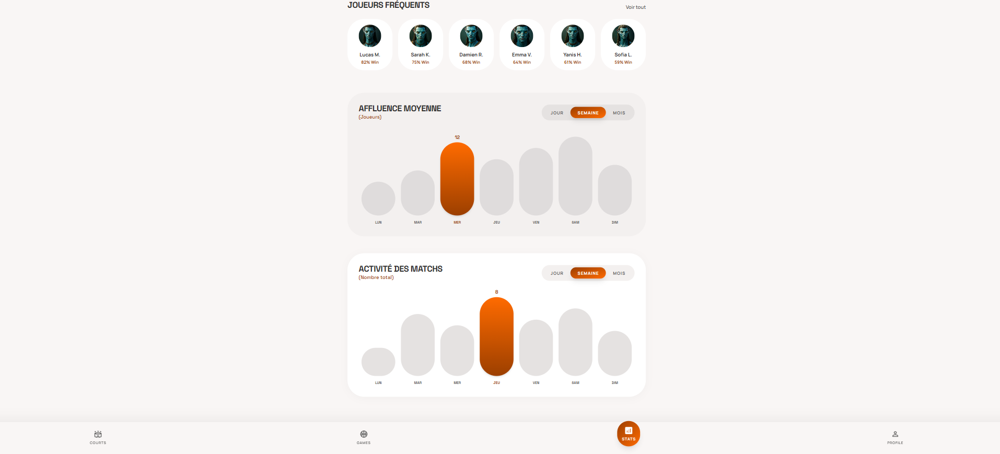 JOUEURS FRÉQUENTS
Voir tout
Lucas M.
82% Win
Sarah K.
75% Win
Damien R.
68% Win
Emma V.
64% Win
Yanis H.
61% Win
Sofia L.
59% Win
AFFLUENCE MOYENNE
(Joueurs)
JOUR SEMAINE MOIS
12
LUN MAR MER JEU VEN SAM DIM
ACTIVITÉ DES MATCHS
(Nombre total)
JOUR SEMAINE MOIS
8
LUN MAR MER JEU VEN SAM DIM
COURTS GAMES STATS PROFILE